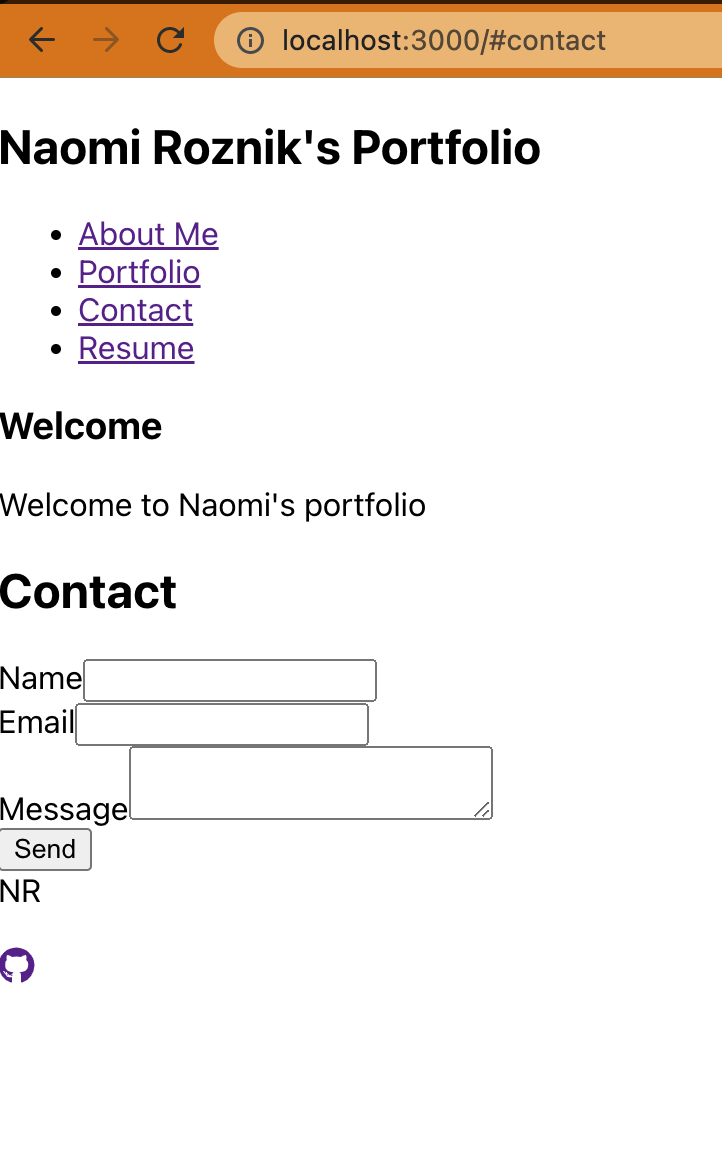 localhost:3000/#contact
Naomi Roznik's Portfolio
About Me
Portfolio
Contact
Resume
Welcome
Welcome to Naomi's portfolio
Contact
Name
Email
Message
Send
NR